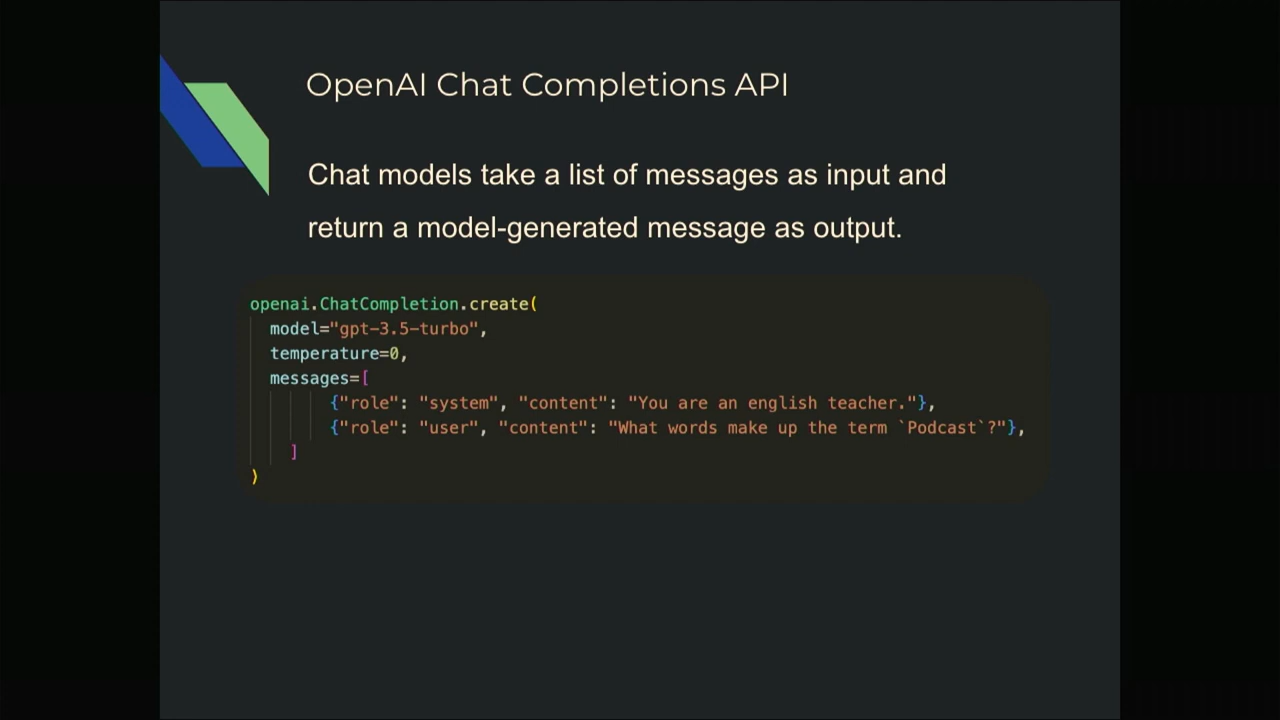 OpenAI Chat Completions API
Chat models take a list of messages as input and
return a model-generated message as output.
openai.ChatCompletion.create(
model="gpt-3.5-turbo",
temperature=0,
messages=[
{"role": "system", "content": "You are an english teacher."},
{"role": "user", "content": "What words make up the term `Podcast`?"},
]
)